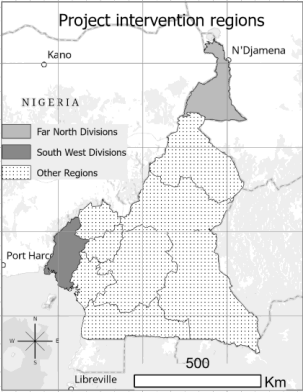 Project intervention regions
Kano
N'Djamena
NIGERIA
Far North Divisions
South West Divisions
Other Regions
Port Harc
N
W
E
S
Libreville
500
Km